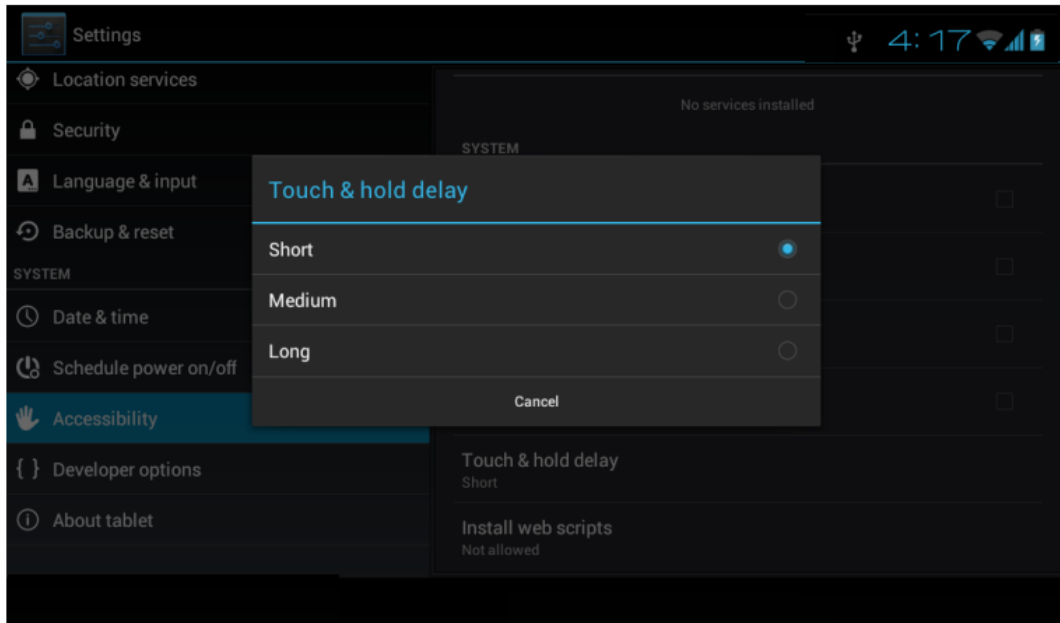 Settings
4:17
Location services
Security
Language & input
Backup & reset
SYSTEM
Date & time
Schedule power on/off
Accessibility
{ } Developer options
About tablet
No services installed
SYSTEM
Touch & hold delay
Short
Medium
Long
Cancel
Touch & hold delay
Short
Install web scripts
Not allowed